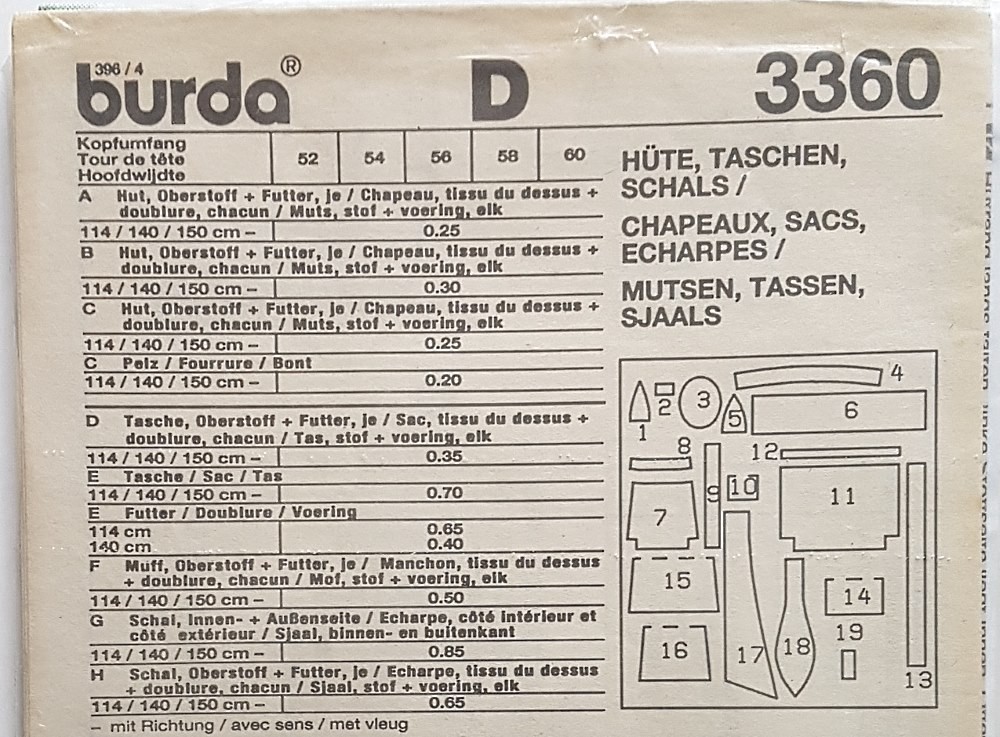 396 / 4
burda® D 3360
Kopfumfang
Tour de tête
Hoofdwijdte
52 54 56 58 60
A Hut, Oberstoff + Futter, je / Chapeau, tissu du dessus +
doublure, chacun / Muts, stof + voering, elk
114 / 140 / 150 cm – 0.25
B Hut, Oberstoff + Futter, je / Chapeau, tissu du dessus +
doublure, chacun / Muts, stof + voering, elk
114 / 140 / 150 cm – 0.30
C Hut, Oberstoff + Futter, je / Chapeau, tissu du dessus +
doublure, chacun / Muts, stof + voering, elk
114 / 140 / 150 cm – 0.25
C Pelz / Fourrure / Bont
114 / 140 / 150 cm – 0.20
D Tasche, Oberstoff + Futter, je / Sac, tissu du dessus +
doublure, chacun / Tas, stof + voering, elk
114 / 140 / 150 cm – 0.35
E Tasche / Sac / Tas
114 / 140 / 150 cm – 0.70
E Futter / Doublure / Voering
114 cm 0.65
140 cm 0.40
F Muff, Oberstoff + Futter, je / Manchon, tissu du dessus
+ doublure, chacun / Mof, stof + voering, elk
114 / 140 / 150 cm – 0.50
G Schal, Innen- + Außenseite / Echarpe, côté intérieur et
côté extérieur / Sjaal, binnen- en buitenkant
114 / 140 / 150 cm – 0.85
H Schal, Oberstoff + Futter, je / Echarpe, tissu du dessus
+ doublure, chacun / Sjaal, stof + voering, elk
114 / 140 / 150 cm – 0.65
– mit Richtung / avec sens / met vleug
HÜTE, TASCHEN,
SCHALS /
CHAPEAUX, SACS,
ECHARPES /
MUTSEN, TASSEN,
SJAALS
1 2 3 5 4 6
8 12
7 9 10 11
15 14
16 17 18 19 13